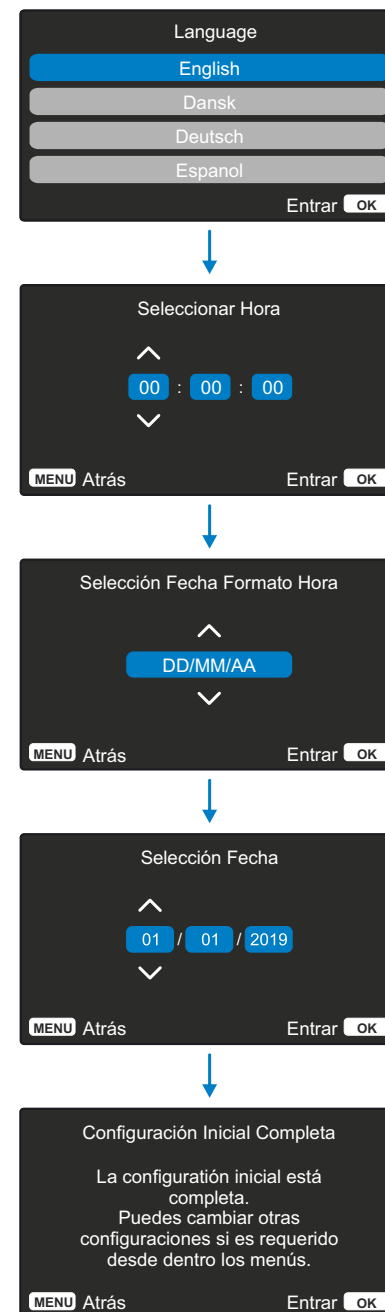 Language
English
Dansk
Deutsch
Espanol
Entrar OK
Seleccionar Hora
00 : 00 : 00
MENU Atrás Entrar OK
Selección Fecha Formato Hora
DD/MM/AA
MENU Atrás Entrar OK
Selección Fecha
01 / 01 / 2019
MENU Atrás Entrar OK
Configuración Inicial Completa
La configuratión inicial está
completa.
Puedes cambiar otras
configuraciones si es requerido
desde dentro los menús.
MENU Atrás Entrar OK